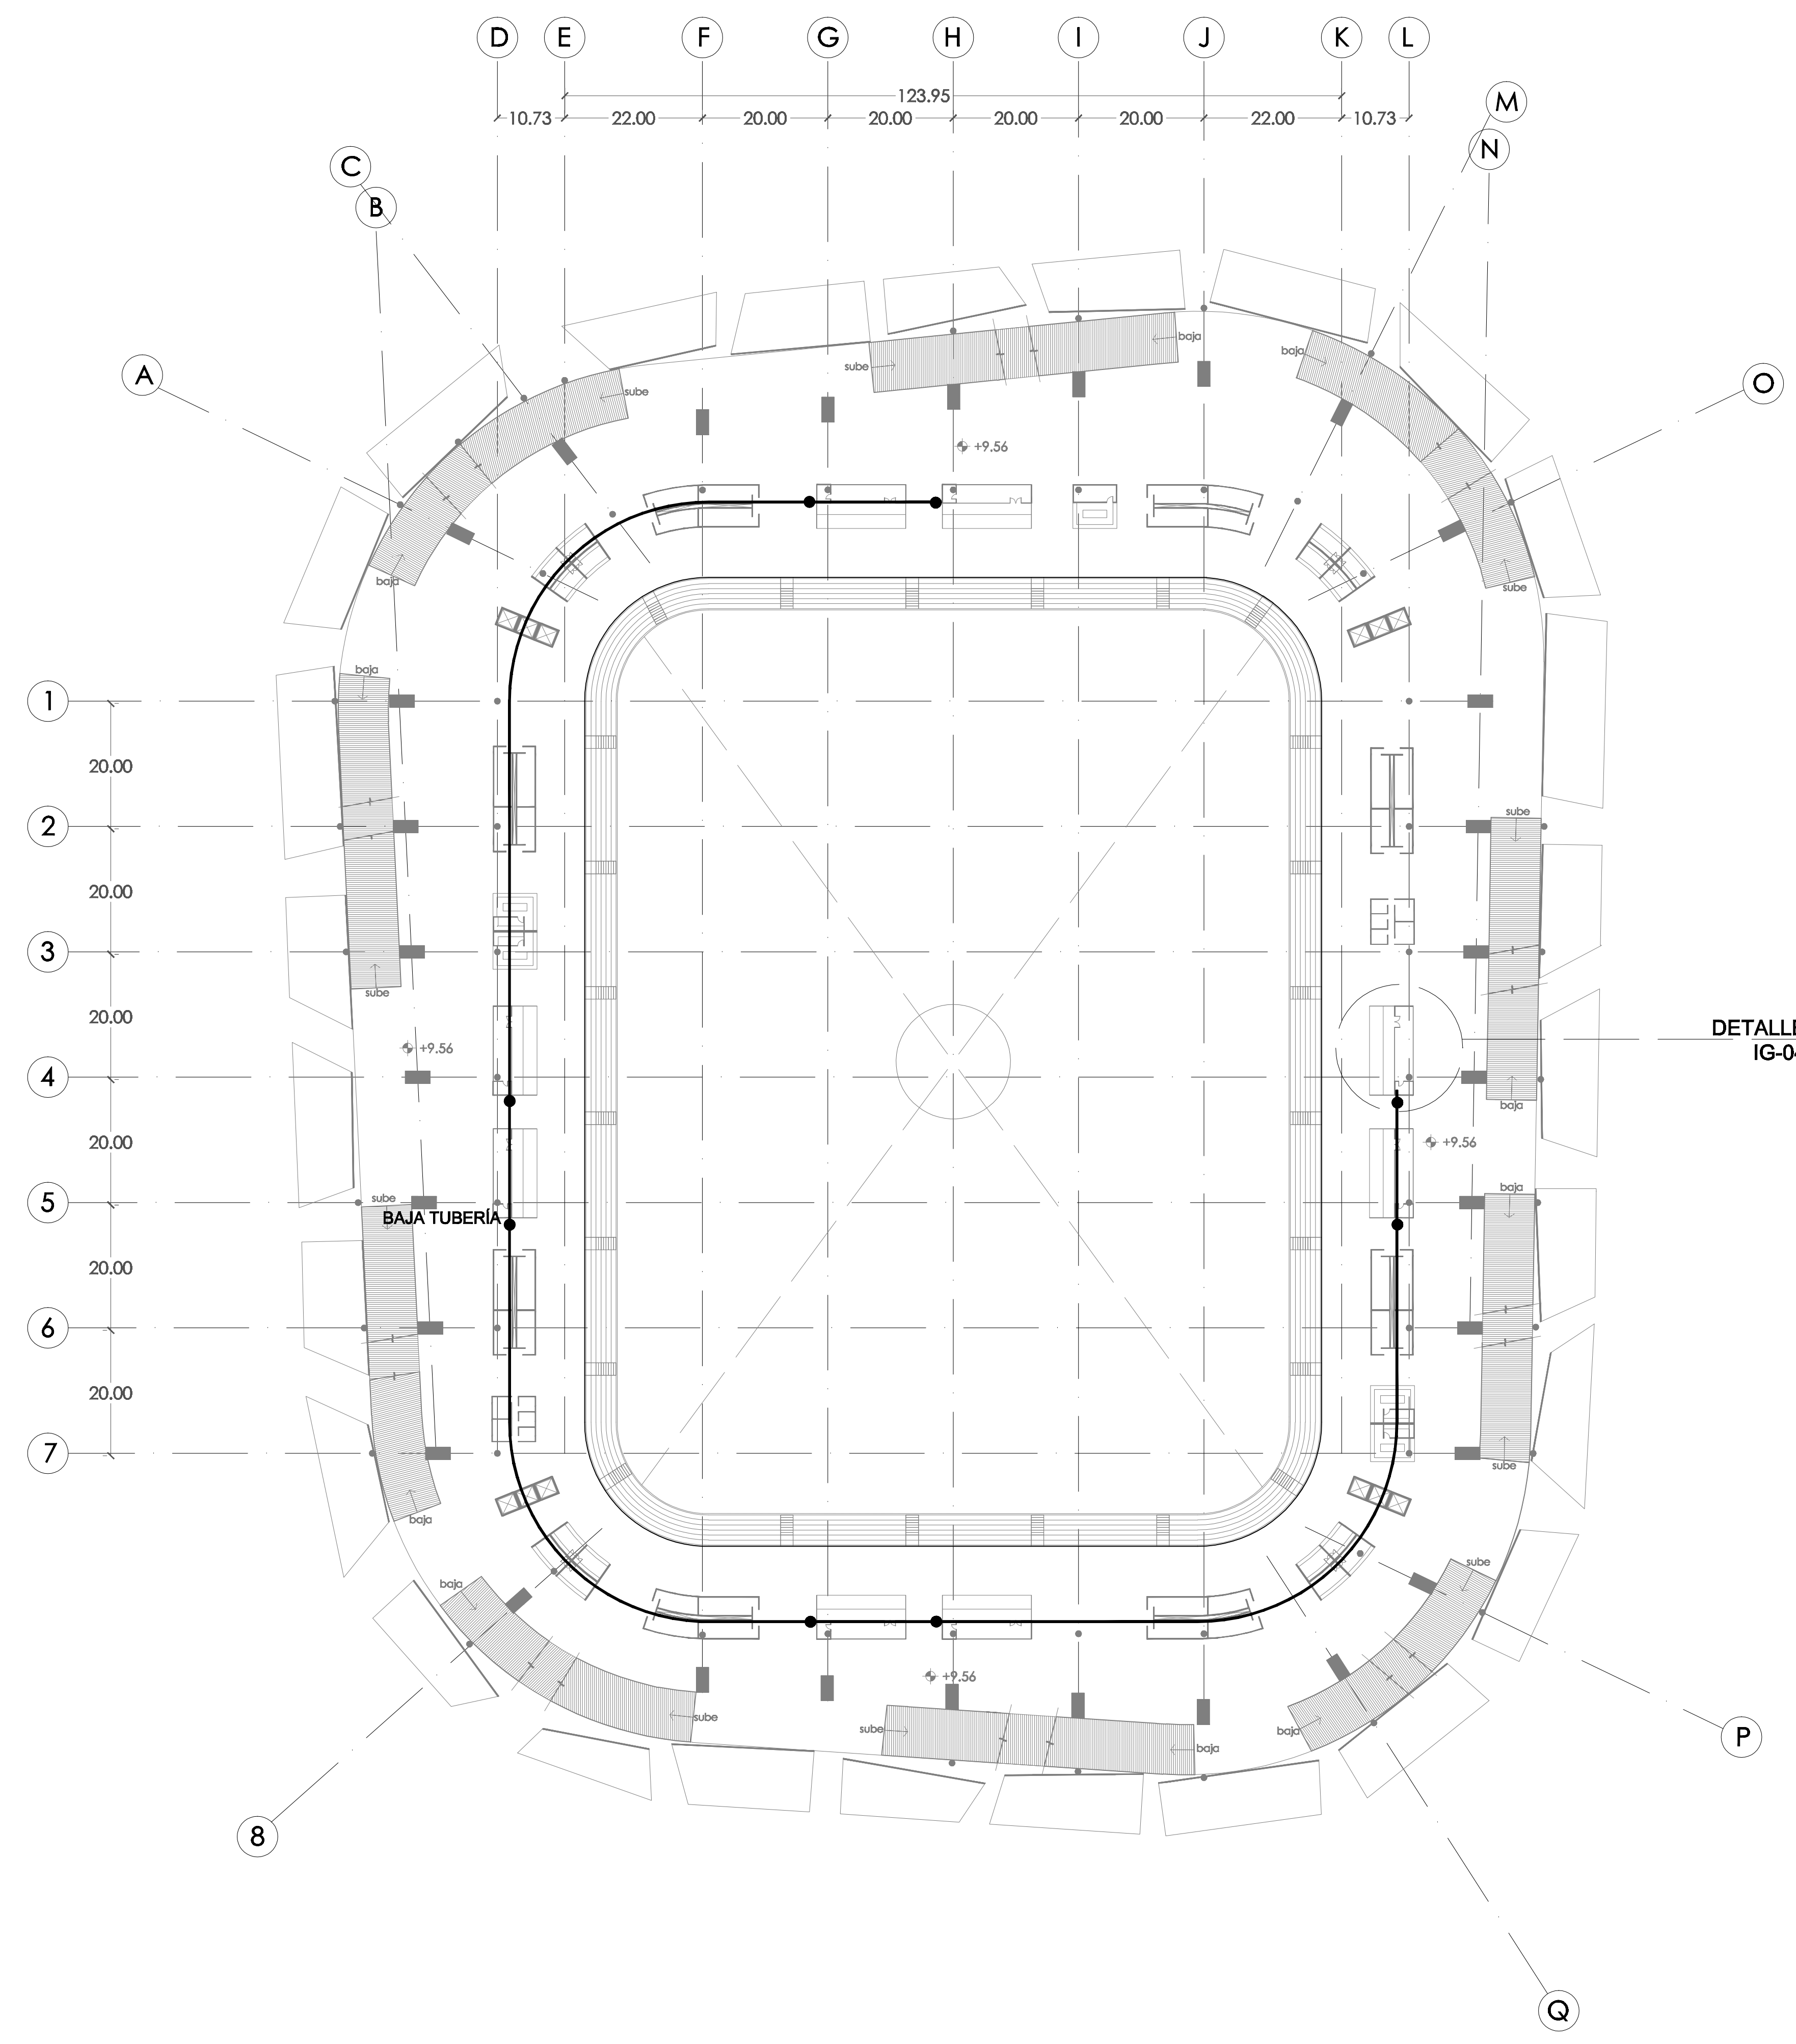 D E F G H I J K L
123.95
10.73 22.00 20.00 20.00 20.00 20.00 22.00 10.73
M
N
C
B
A
O
baja
sube
baja
sube
sube
+9.56
baja
sube
baja
1
20.00
sube
2
20.00
3
sube
20.00
DETALLE
IG-04
+9.56
4
baja
20.00
+9.56
baja
sube
5
BAJA TUBERÍA
20.00
6
20.00
7
sube
baja
sube
baja
+9.56
sube
sube
baja
baja
P
8
Q